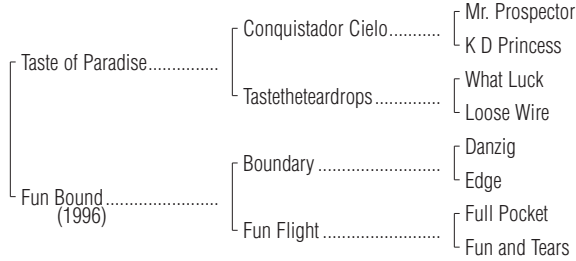 Mr. Prospector
Conquistador Cielo...........
K D Princess
Taste of Paradise...............
What Luck
Tastetheteardrops..............
Loose Wire
Danzig
Boundary ..........................
Edge
Fun Bound........................
(1996)
Full Pocket
Fun Flight.........................
Fun and Tears